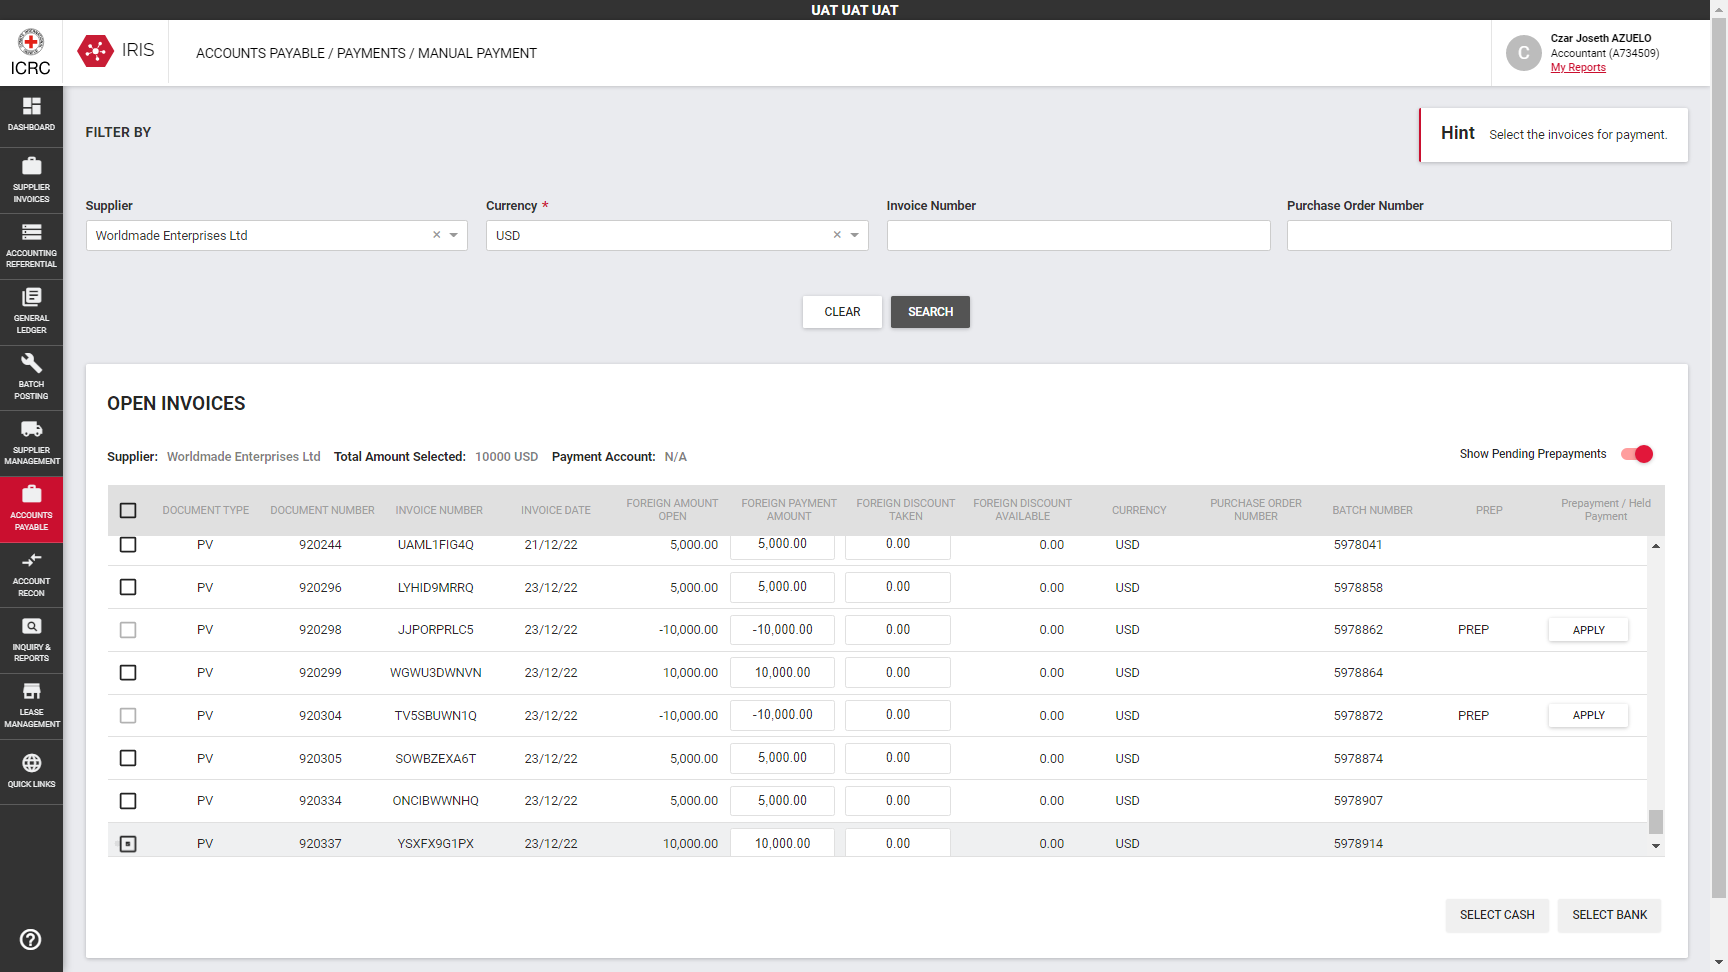 UAT UAT UAT
ICRC
IRIS
ACCOUNTS PAYABLE / PAYMENTS / MANUAL PAYMENT
C
Czar Joseth AZUELO
Accountant (A734509)
My Reports
DASHBOARD
SUPPLIER
INVOICES
ACCOUNTING
REFERENTIAL
GENERAL
LEDGER
BATCH
POSTING
SUPPLIER
MANAGEMENT
ACCOUNTS
PAYABLE
ACCOUNT
RECON
INQUIRY &
REPORTS
LEASE
MANAGEMENT
QUICK LINKS
FILTER BY
Hint Select the invoices for payment.
Supplier Currency * Invoice Number Purchase Order Number
Worldmade Enterprises Ltd × USD ×
CLEAR SEARCH
OPEN INVOICES
Supplier: Worldmade Enterprises Ltd Total Amount Selected: 10000 USD Payment Account: N/A Show Pending Prepayments
DOCUMENT TYPE DOCUMENT NUMBER INVOICE NUMBER INVOICE DATE FOREIGN AMOUNT OPEN FOREIGN PAYMENT AMOUNT FOREIGN DISCOUNT TAKEN FOREIGN DISCOUNT AVAILABLE CURRENCY PURCHASE ORDER NUMBER BATCH NUMBER PREP Prepayment / Held Payment
PV 920244 UAML1FIG4Q 21/12/22 5,000.00 5,000.00 0.00 0.00 USD 5978041
PV 920296 LYHID9MRRQ 23/12/22 5,000.00 5,000.00 0.00 0.00 USD 5978858
PV 920298 JJPORPRLC5 23/12/22 -10,000.00 -10,000.00 0.00 0.00 USD 5978862 PREP APPLY
PV 920299 WGWU3DWNVN 23/12/22 10,000.00 10,000.00 0.00 0.00 USD 5978864
PV 920304 TV5SBUWN1Q 23/12/22 -10,000.00 -10,000.00 0.00 0.00 USD 5978872 PREP APPLY
PV 920305 SOWBZEXA6T 23/12/22 5,000.00 5,000.00 0.00 0.00 USD 5978874
PV 920334 ONCIBWWNHQ 23/12/22 5,000.00 5,000.00 0.00 0.00 USD 5978907
PV 920337 YSXFX9G1PX 23/12/22 10,000.00 10,000.00 0.00 0.00 USD 5978914
SELECT CASH SELECT BANK